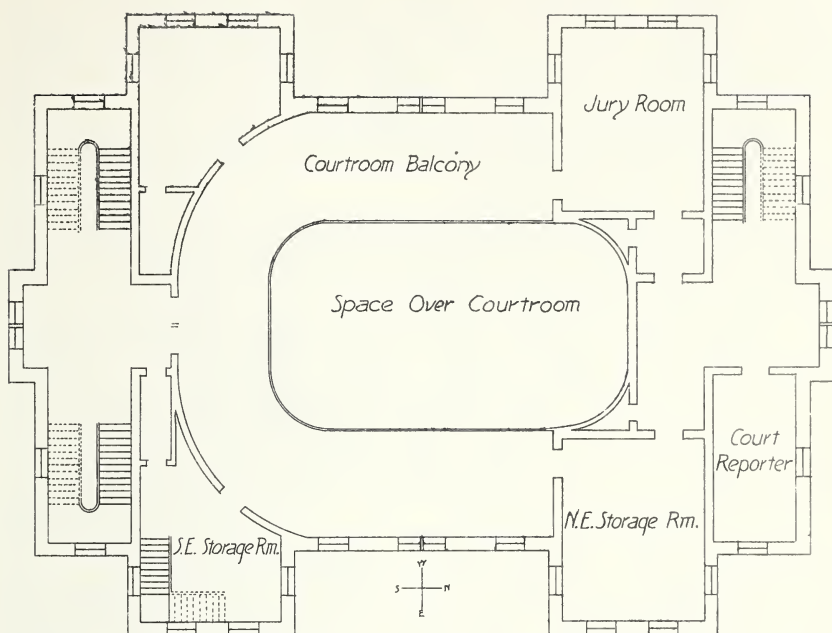 Jury Room
Courtroom Balcony
Space Over Courtroom
Court
Reporter
S.E. Storage Rm.
N.E. Storage Rm.
W
S N
E